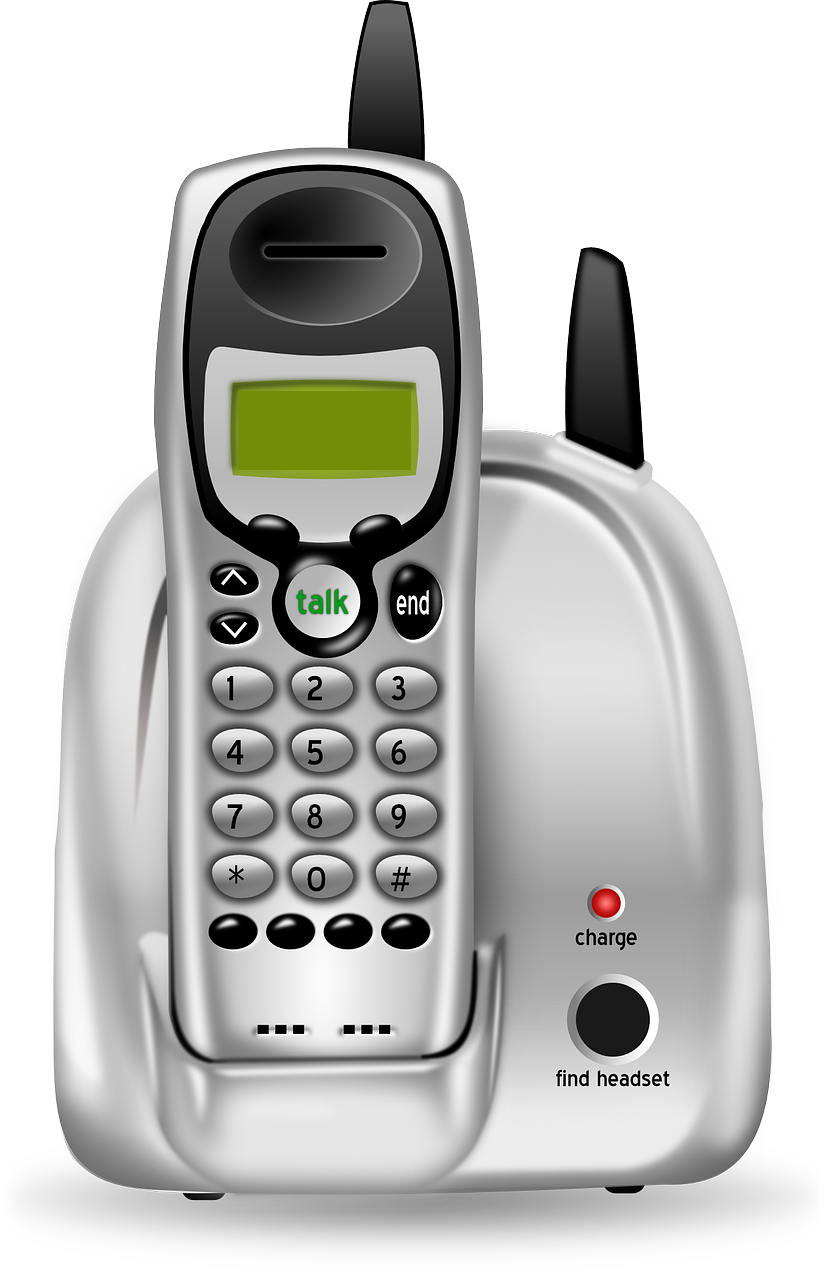 talk end
1 2 3
4 5 6
7 8 9
* 0 #
charge
find headset